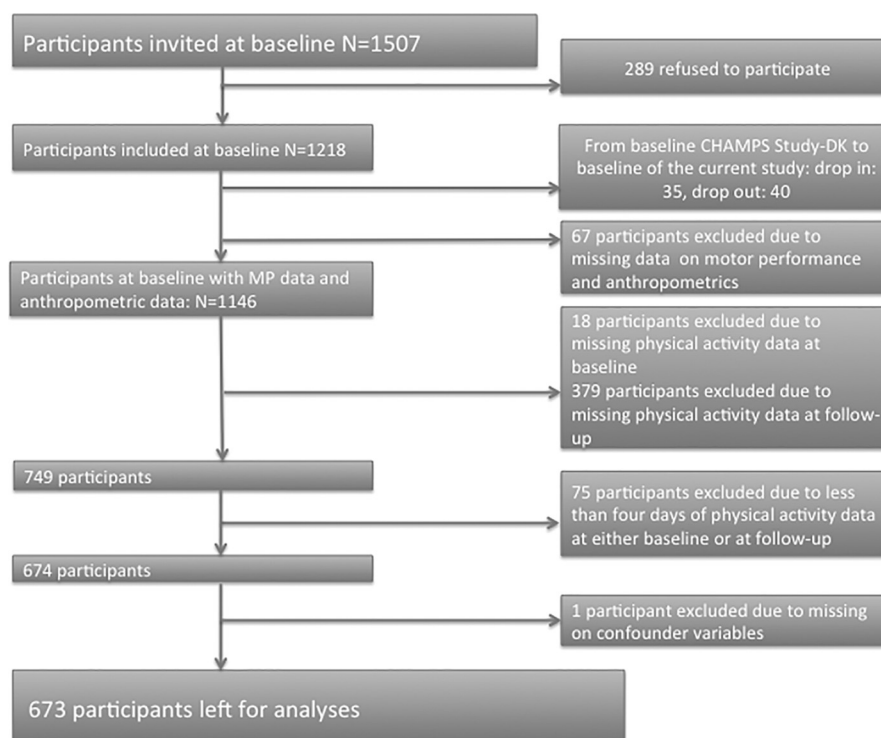 Participants invited at baseline N=1507
289 refused to participate
Participants included at baseline N=1218
From baseline CHAMPS Study-DK to
baseline of the current study: drop in:
35, drop out: 40
67 participants excluded due to
missing data on motor performance
and anthropometrics
Participants at baseline with MP data and
anthropometric data: N=1146
18 participants excluded due to
missing physical activity data at
baseline
379 participants excluded due to
missing physical activity data at follow-
up
749 participants
75 participants excluded due to less
than four days of physical activity data
at either baseline or at follow-up
674 participants
1 participant excluded due to missing
on confounder variables
673 participants left for analyses